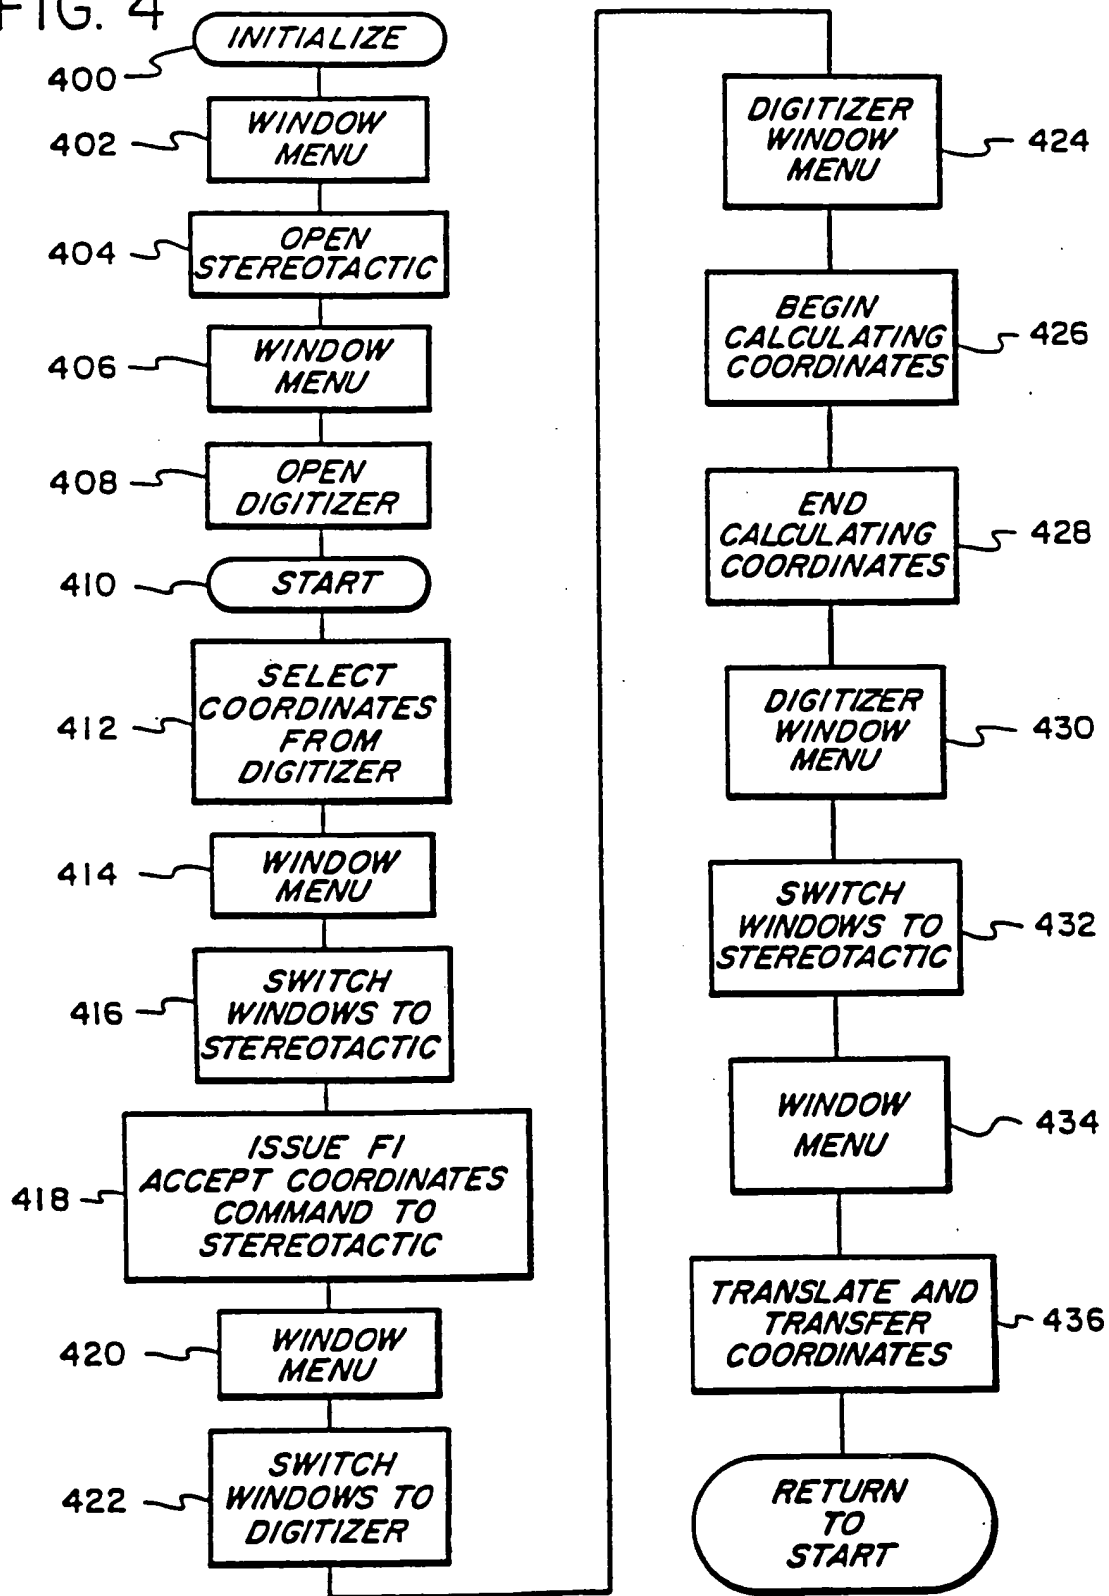 FIG. 4
INITIALIZE
400
WINDOW
MENU
402
OPEN
STEREOTACTIC
404
WINDOW
MENU
406
OPEN
DIGITIZER
408
START
410
SELECT
COORDINATES
FROM
DIGITIZER
412
WINDOW
MENU
414
SWITCH
WINDOWS TO
STEREOTACTIC
416
ISSUE F1
ACCEPT COORDINATES
COMMAND TO
STEREOTACTIC
418
WINDOW
MENU
420
SWITCH
WINDOWS TO
DIGITIZER
422
DIGITIZER
WINDOW
MENU
424
BEGIN
CALCULATING
COORDINATES
426
END
CALCULATING
COORDINATES
428
DIGITIZER
WINDOW
MENU
430
SWITCH
WINDOWS TO
STEREOTACTIC
432
WINDOW
MENU
434
TRANSLATE AND
TRANSFER
COORDINATES
436
RETURN
TO
START